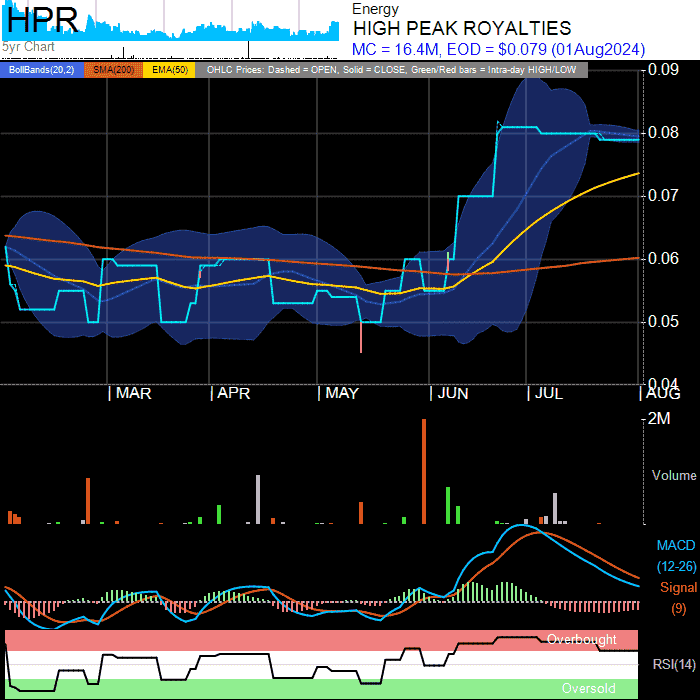 HPR
5yr Chart
Energy
HIGH PEAK ROYALTIES
MC = 16.4M, EOD = $0.079 (01Aug2024)
BollBands(20,2) SMA(200) EMA(50) OHLC Prices: Dashed = OPEN, Solid = CLOSE, Green/Red bars = Intra-day HIGH/LOW
0.09
0.08
0.07
0.06
0.05
0.04
MAR APR MAY JUN JUL AUG
2M
Volume
MACD
(12-26)
Signal
(9)
Overbought
RSI(14)
Oversold